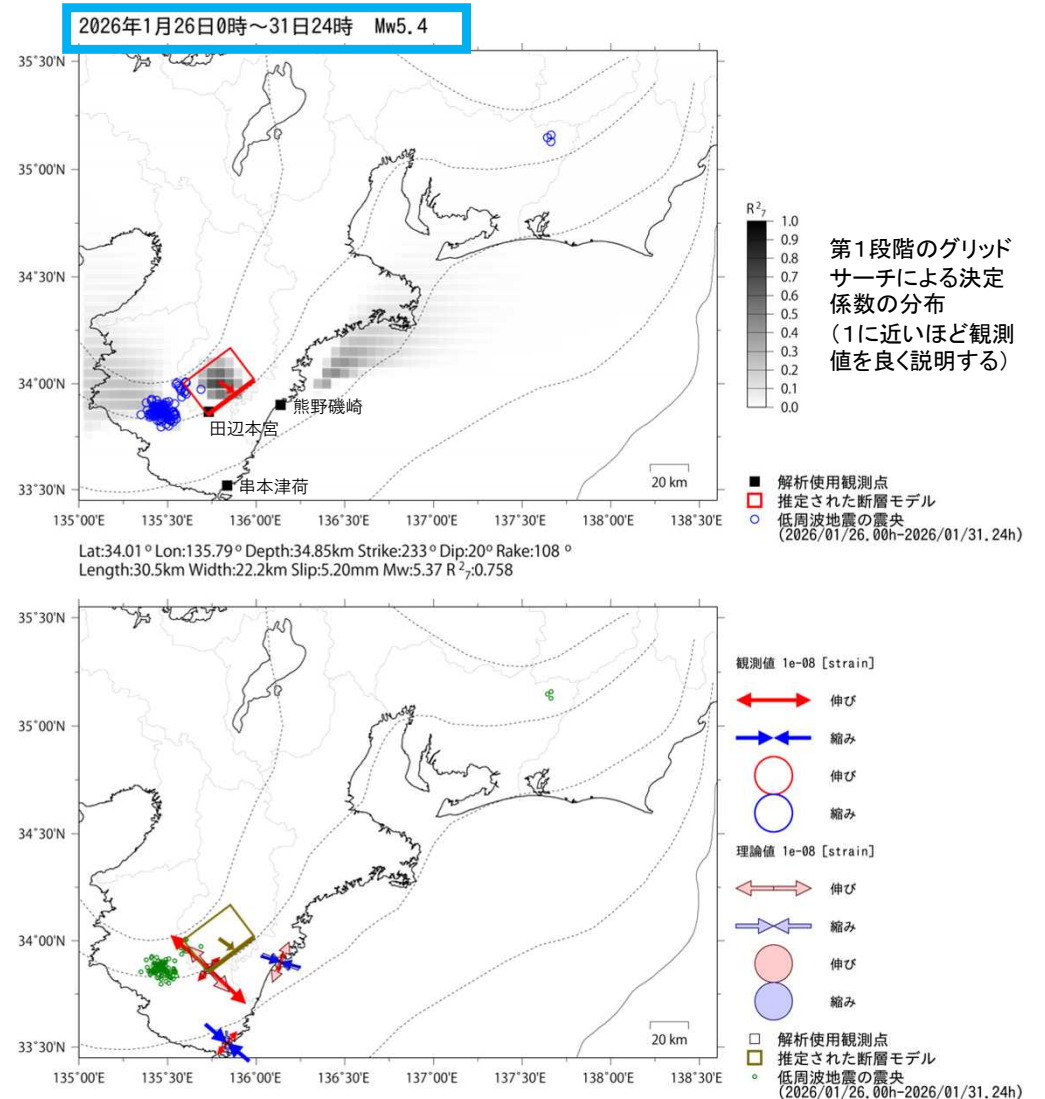 2026年1月26日0時～31日24時 Mw5.4
35°30'N
35°00'N
34°30'N
34°00'N
33°30'N
135°00'E
135°30'E
136°00'E
136°30'E
137°00'E
137°30'E
138°00'E
138°30'E
熊野磯崎
田辺本宮
串本津荷
20 km
R²₇
1.0
0.9
0.8
0.7
0.6
0.5
0.4
0.3
0.2
0.1
0.0
第１段階のグリッド
サーチによる決定
係数の分布
（１に近いほど観測
値を良く説明する）
解析使用観測点
推定された断層モデル
低周波地震の震央
(2026/01/26.00h-2026/01/31.24h)
Lat:34.01 ° Lon:135.79 ° Depth:34.85km Strike:233 ° Dip:20° Rake:108 °
Length:30.5km Width:22.2km Slip:5.20mm Mw:5.37 R²₇:0.758
35°30'N
35°00'N
34°30'N
34°00'N
33°30'N
135°00'E
135°30'E
136°00'E
136°30'E
137°00'E
137°30'E
138°00'E
138°30'E
20 km
観測値 1e-08 [strain]
伸び
縮み
伸び
縮み
理論値 1e-08 [strain]
伸び
縮み
伸び
縮み
解析使用観測点
推定された断層モデル
低周波地震の震央
(2026/01/26.00h-2026/01/31.24h)